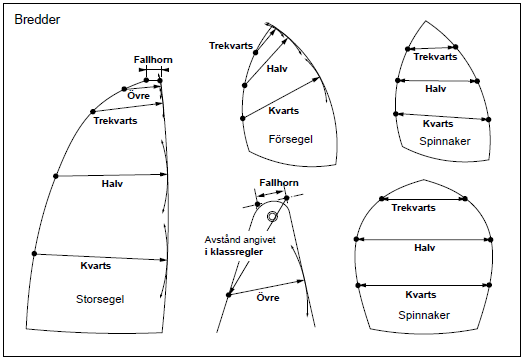 Bredder
Fallhorn
Övre
Trekvarts
Halv
Kvarts
Storsegel
Trekvarts
Halv
Kvarts
Försegel
Trekvarts
Halv
Kvarts
Spinnaker
Fallhorn
Avstånd angivet
i klassregler
Övre
Trekvarts
Halv
Kvarts
Spinnaker